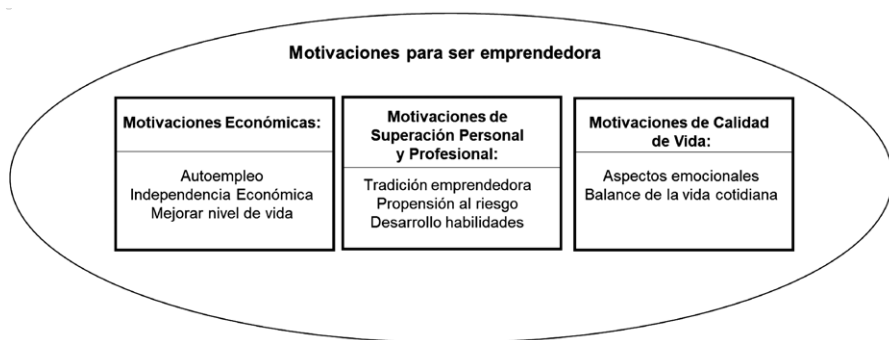 Motivaciones para ser emprendedora
Motivaciones Económicas:
Autoempleo
Independencia Económica
Mejorar nivel de vida
Motivaciones de
Superación Personal
y Profesional:
Tradición emprendedora
Propensión al riesgo
Desarrollo habilidades
Motivaciones de Calidad
de Vida:
Aspectos emocionales
Balance de la vida cotidiana